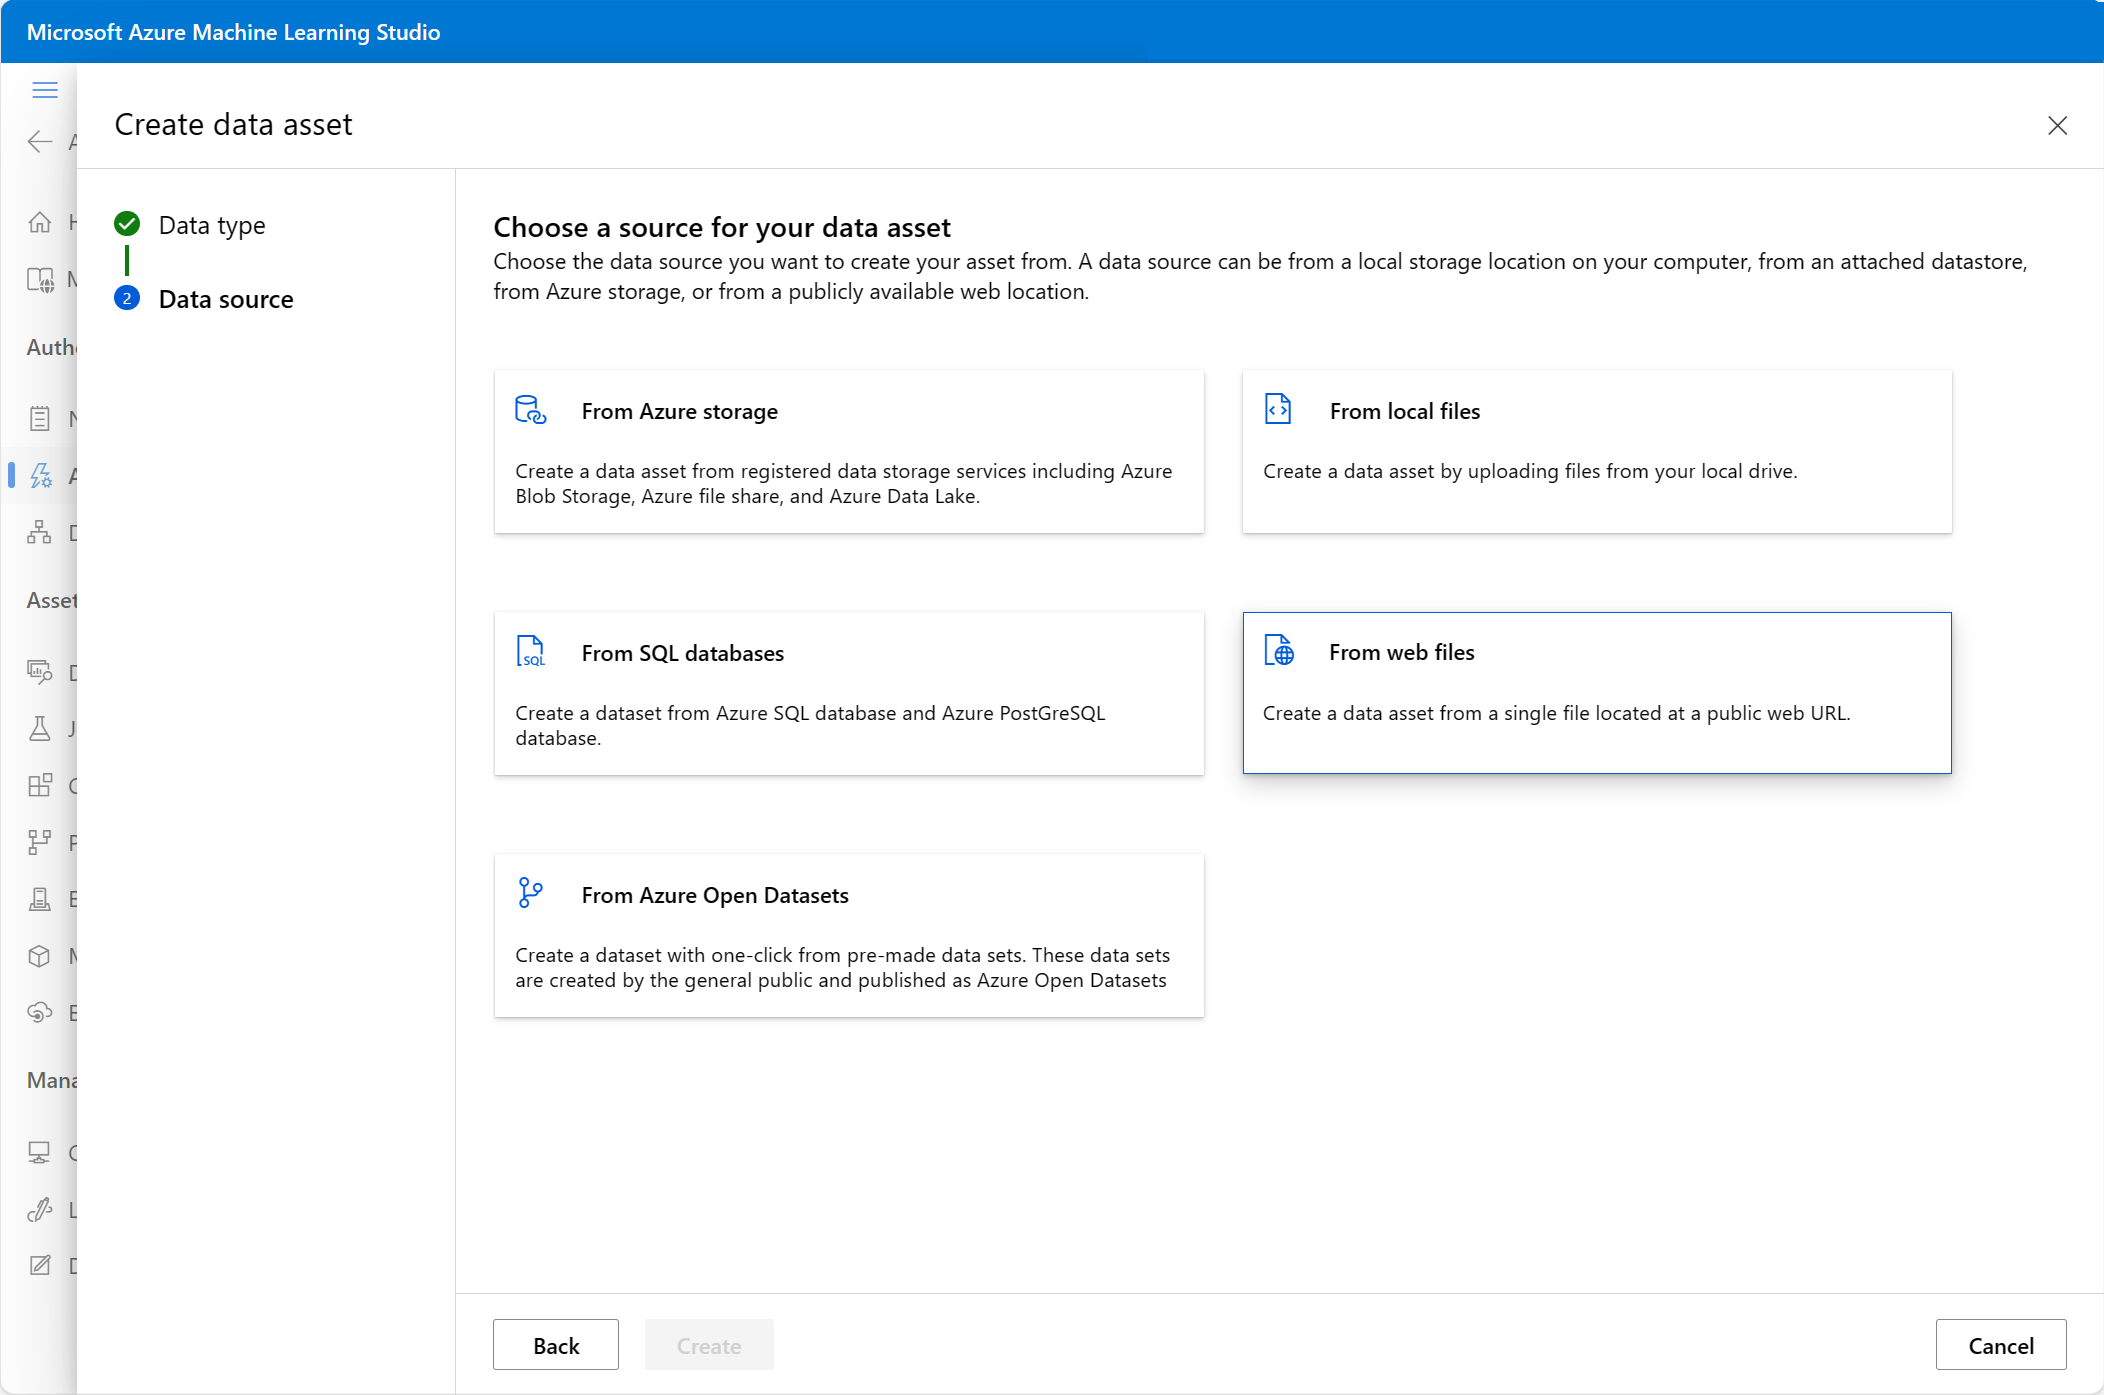 Microsoft Azure Machine Learning Studio
Create data asset
Data type
2
Data source
Auth
Asset
Mana
Choose a source for your data asset
Choose the data source you want to create your asset from. A data source can be from a local storage location on your computer, from an attached datastore,
from Azure storage, or from a publicly available web location.
From Azure storage
Create a data asset from registered data storage services including Azure
Blob Storage, Azure file share, and Azure Data Lake.
From local files
Create a data asset by uploading files from your local drive.
SQL
From SQL databases
Create a dataset from Azure SQL database and Azure PostGreSQL
database.
From web files
Create a data asset from a single file located at a public web URL.
From Azure Open Datasets
Create a dataset with one-click from pre-made data sets. These data sets
are created by the general public and published as Azure Open Datasets
Back
Create
Cancel